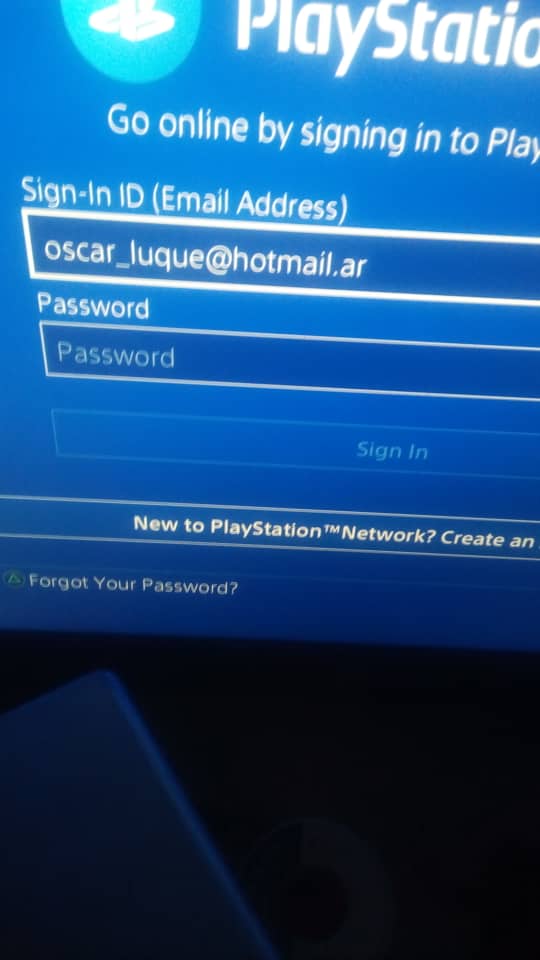 PlayStatio
Go online by signing in to Play
Sign-In ID (Email Address)
oscar_luque@hotmail.ar
Password
Password
Sign In
New to PlayStation™Network? Create an
Forgot Your Password?